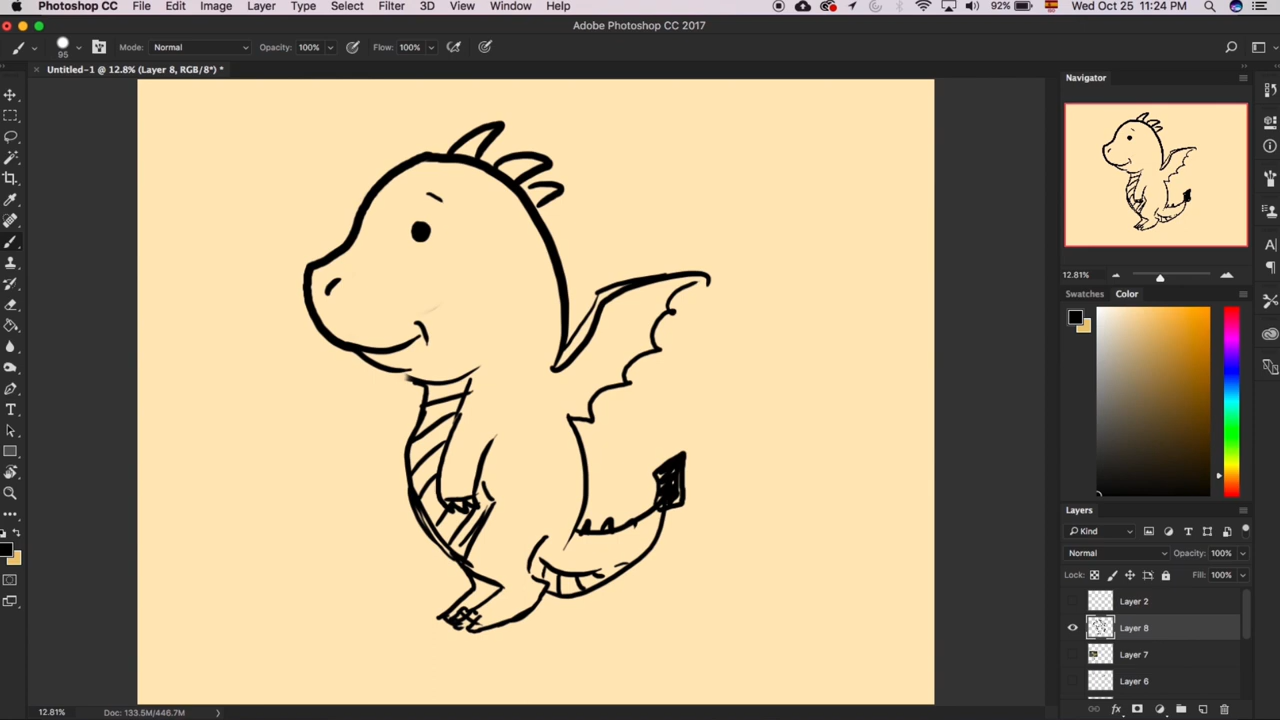 Photoshop CC File Edit Image Layer Type Select Filter 3D View Window Help 92% Wed Oct 25 11:24 PM
Adobe Photoshop CC 2017
95 Mode: Normal Opacity: 100% Flow: 100%
Untitled-1 @ 12.8% (Layer 8, RGB/8*) *
Navigator
12.81%
Swatches Color
Layers
Kind
Normal Opacity: 100%
Lock: Fill: 100%
Layer 2
Layer 8
Layer 7
Layer 6
12.81% Doc: 133.5M/446.7M